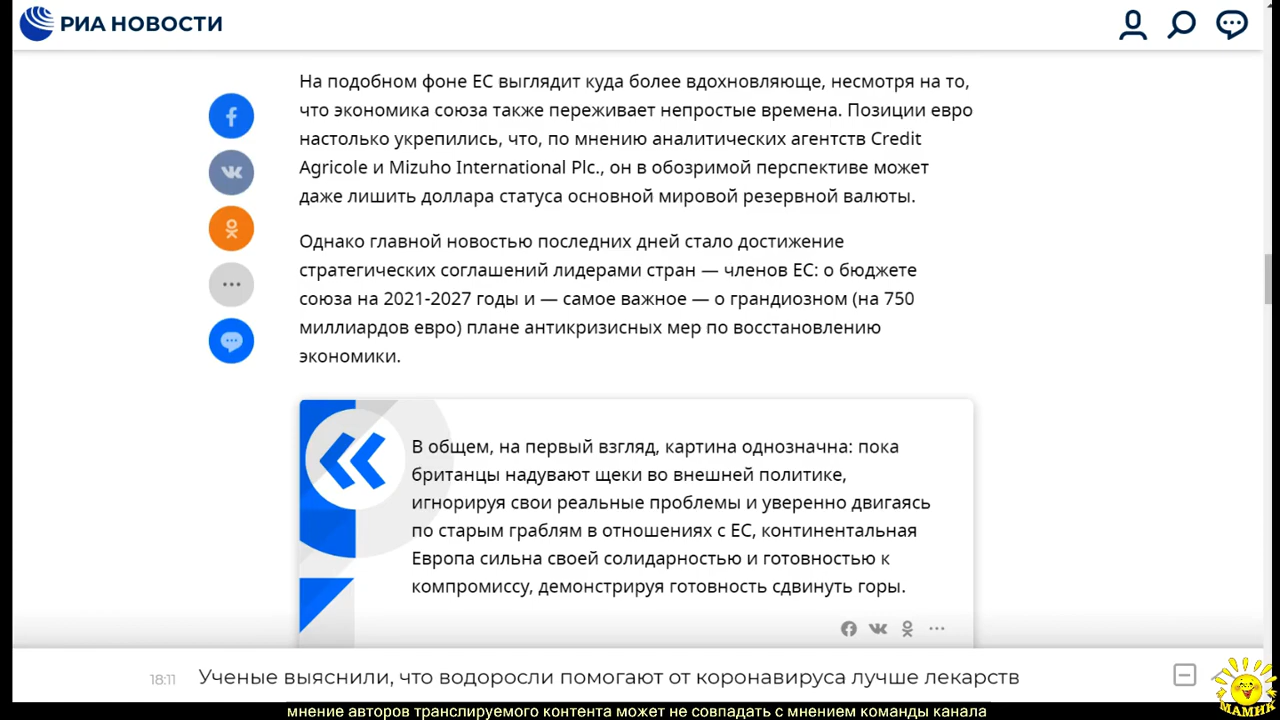 РИА НОВОСТИ
На подобном фоне ЕС выглядит куда более вдохновляюще, несмотря на то,
что экономика союза также переживает непростые времена. Позиции евро
настолько укрепились, что, по мнению аналитических агентств Credit
Agricole и Mizuho International Plc., он в обозримой перспективе может
даже лишить доллара статуса основной мировой резервной валюты.
Однако главной новостью последних дней стало достижение
стратегических соглашений лидерами стран — членов ЕС: о бюджете
союза на 2021-2027 годы и — самое важное — о грандиозном (на 750
миллиардов евро) плане антикризисных мер по восстановлению
экономики.
В общем, на первый взгляд, картина однозначна: пока
британцы надувают щеки во внешней политике,
игнорируя свои реальные проблемы и уверенно двигаясь
по старым граблям в отношениях с ЕС, континентальная
Европа сильна своей солидарностью и готовностью к
компромиссу, демонстрируя готовность сдвинуть горы.
18:11 Ученые выяснили, что водоросли помогают от коронавируса лучше лекарств
МАМИК
мнение авторов транслируемого контента может не совпадать с мнением команды канала